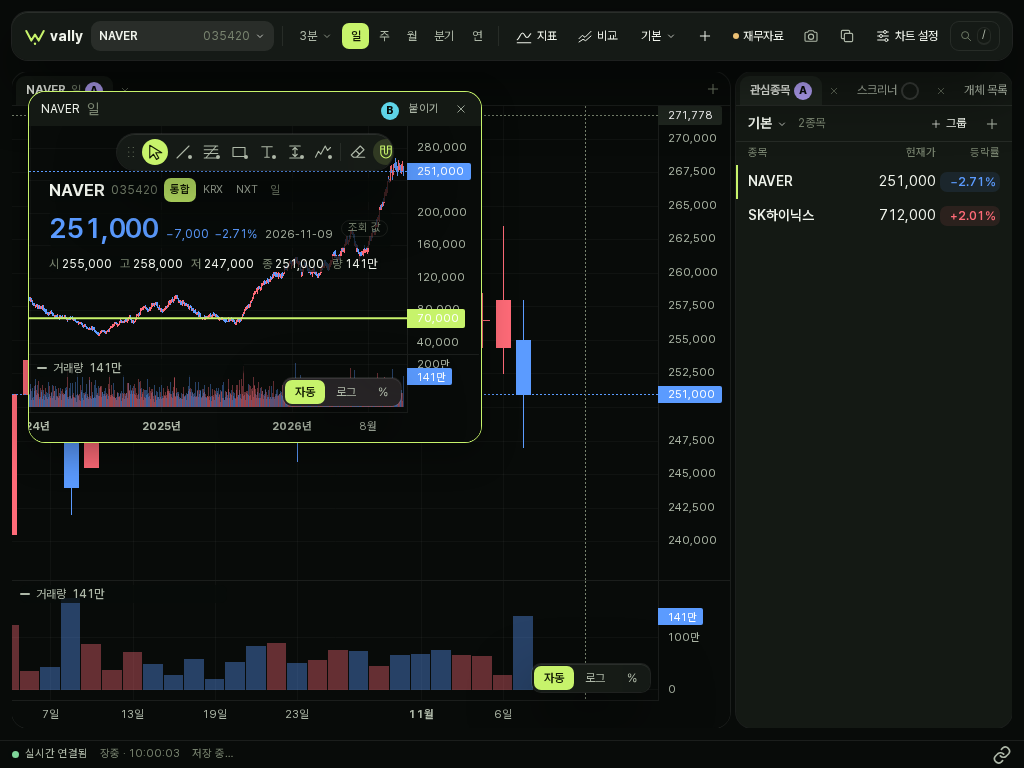 vally NAVER 035420 3분 일 주 월 분기 연 지표 비교 기본 재무자료 차트 설정 /
NAVER 일 A
NAVER 일 B 붙이기
T
NAVER 035420 통합 KRX NXT 일
251,000 −7,000 −2.71% 2026-11-09 조회 값
시 255,000 고 258,000 저 247,000 종 251,000 량 141만
280,000
251,000
200,000
160,000
120,000
80,000
70,000
40,000
거래량 141만
200만
141만
자동 로그 %
24년 2025년 2026년 8월
271,778
270,000
267,500
265,000
262,500
260,000
257,500
255,000
252,500
251,000
247,500
245,000
242,500
240,000
거래량 141만
141만
100만
0
자동 로그 %
7일 13일 19일 23일 11월 6일
관심종목 A 스크리너 개체 목록
기본 2종목 그룹
종목 현재가 등락률
NAVER 251,000 −2.71%
SK하이닉스 712,000 +2.01%
실시간 연결됨 장중 · 10:00:03 저장 중…